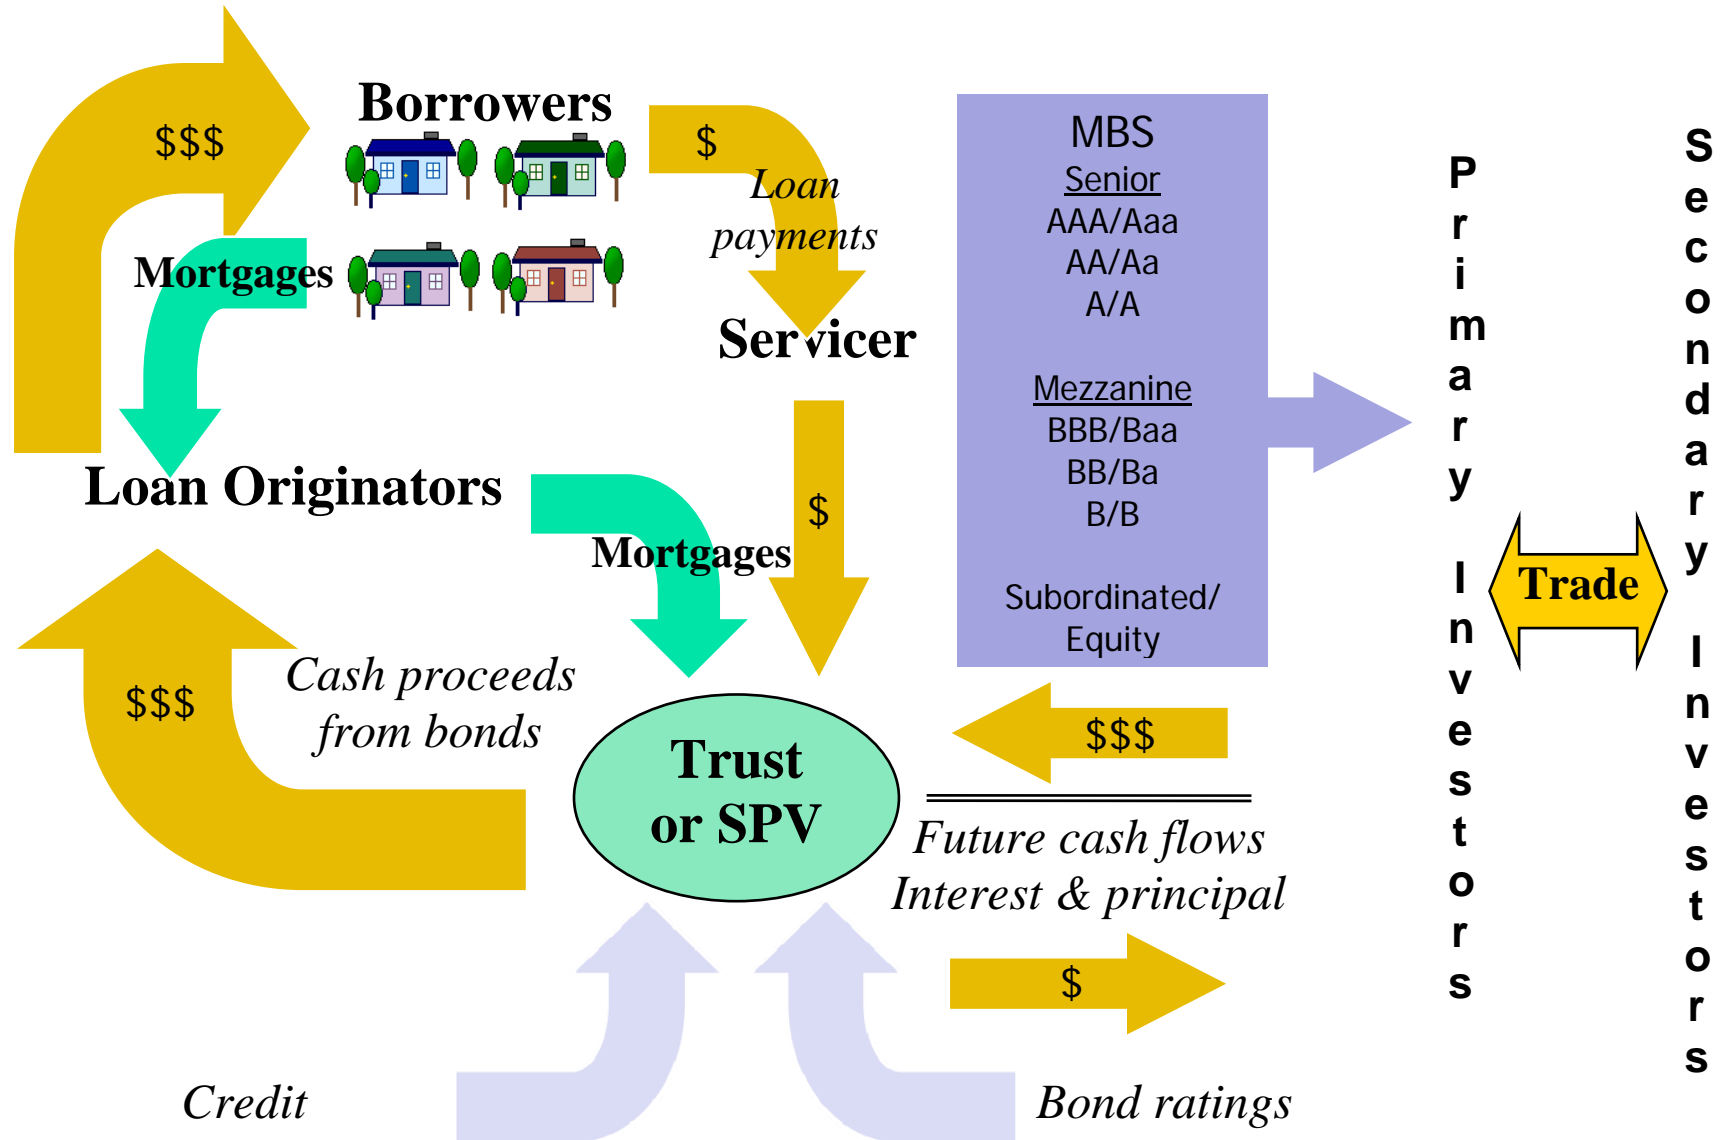 Borrowers
$$$
$
Loan
payments
Mortgages
Servicer
Loan Originators
Mortgages
$
$$$
Cash proceeds
from bonds
Trust
or SPV
MBS
Senior
AAA/Aaa
AA/Aa
A/A
Mezzanine
BBB/Baa
BB/Ba
B/B
Subordinated/
Equity
$$$
Future cash flows
Interest & principal
$
Credit
Bond ratings
Primary Investors
Trade
Secondary Investors